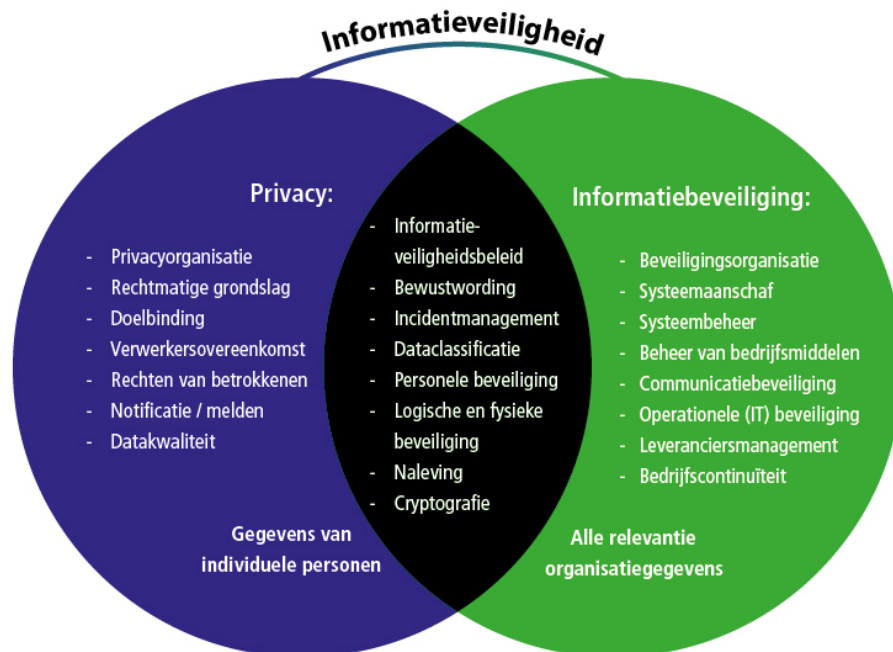 Informatieveiligheid
Privacy:
- Privacyorganisatie
- Rechtmatige grondslag
- Doelbinding
- Verwerkersovereenkomst
- Rechten van betrokkenen
- Notificatie / melden
- Datakwaliteit
Gegevens van
individuele personen
- Informatie-
veiligheidsbeleid
- Bewustwording
- Incidentmanagement
- Dataclassificatie
- Personele beveiliging
- Logische en fysieke
beveiliging
- Naleving
- Cryptografie
Informatiebeveiliging:
- Beveiligingsorganisatie
- Systeemaanschaf
- Systeembeheer
- Beheer van bedrijfsmiddelen
- Communicatiebeveiliging
- Operationele (IT) beveiliging
- Leveranciersmanagement
- Bedrijfscontinuïteit
Alle relevantie
organisatiegegevens